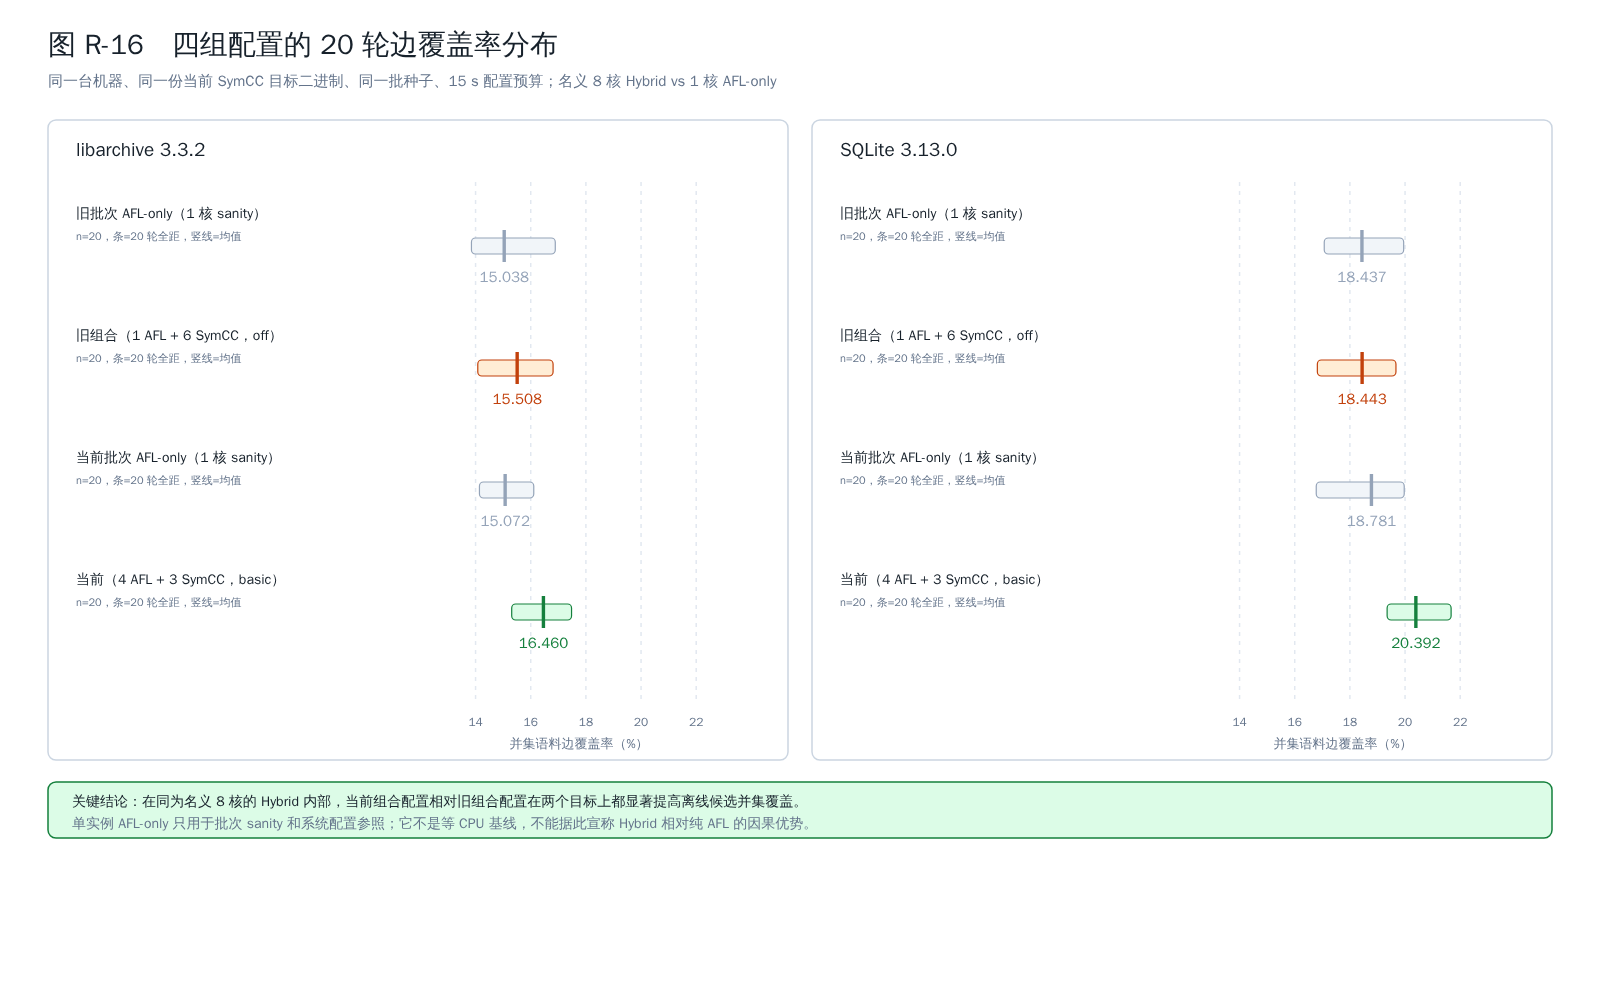 图 R-16　四组配置的 20 轮边覆盖率分布
同一台机器、同一份当前 SymCC 目标二进制、同一批种子、15 s 配置预算；名义 8 核 Hybrid vs 1 核 AFL-only
libarchive 3.3.2
旧批次 AFL-only（1 核 sanity）
n=20，条=20 轮全距，竖线=均值
15.038
旧组合（1 AFL + 6 SymCC，off）
n=20，条=20 轮全距，竖线=均值
15.508
当前批次 AFL-only（1 核 sanity）
n=20，条=20 轮全距，竖线=均值
15.072
当前（4 AFL + 3 SymCC，basic）
n=20，条=20 轮全距，竖线=均值
16.460
14 16 18 20 22
并集语料边覆盖率（%）
SQLite 3.13.0
旧批次 AFL-only（1 核 sanity）
n=20，条=20 轮全距，竖线=均值
18.437
旧组合（1 AFL + 6 SymCC，off）
n=20，条=20 轮全距，竖线=均值
18.443
当前批次 AFL-only（1 核 sanity）
n=20，条=20 轮全距，竖线=均值
18.781
当前（4 AFL + 3 SymCC，basic）
n=20，条=20 轮全距，竖线=均值
20.392
14 16 18 20 22
并集语料边覆盖率（%）
关键结论：在同为名义 8 核的 Hybrid 内部，当前组合配置相对旧组合配置在两个目标上都显著提高离线候选并集覆盖。
单实例 AFL-only 只用于批次 sanity 和系统配置参照；它不是等 CPU 基线，不能据此宣称 Hybrid 相对纯 AFL 的因果优势。